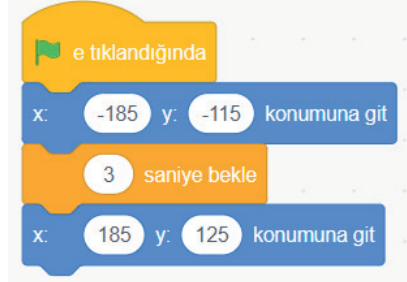 e tıklandığında
x: -185 y: -115 konumuna git
3 saniye bekle
x: 185 y: 125 konumuna git